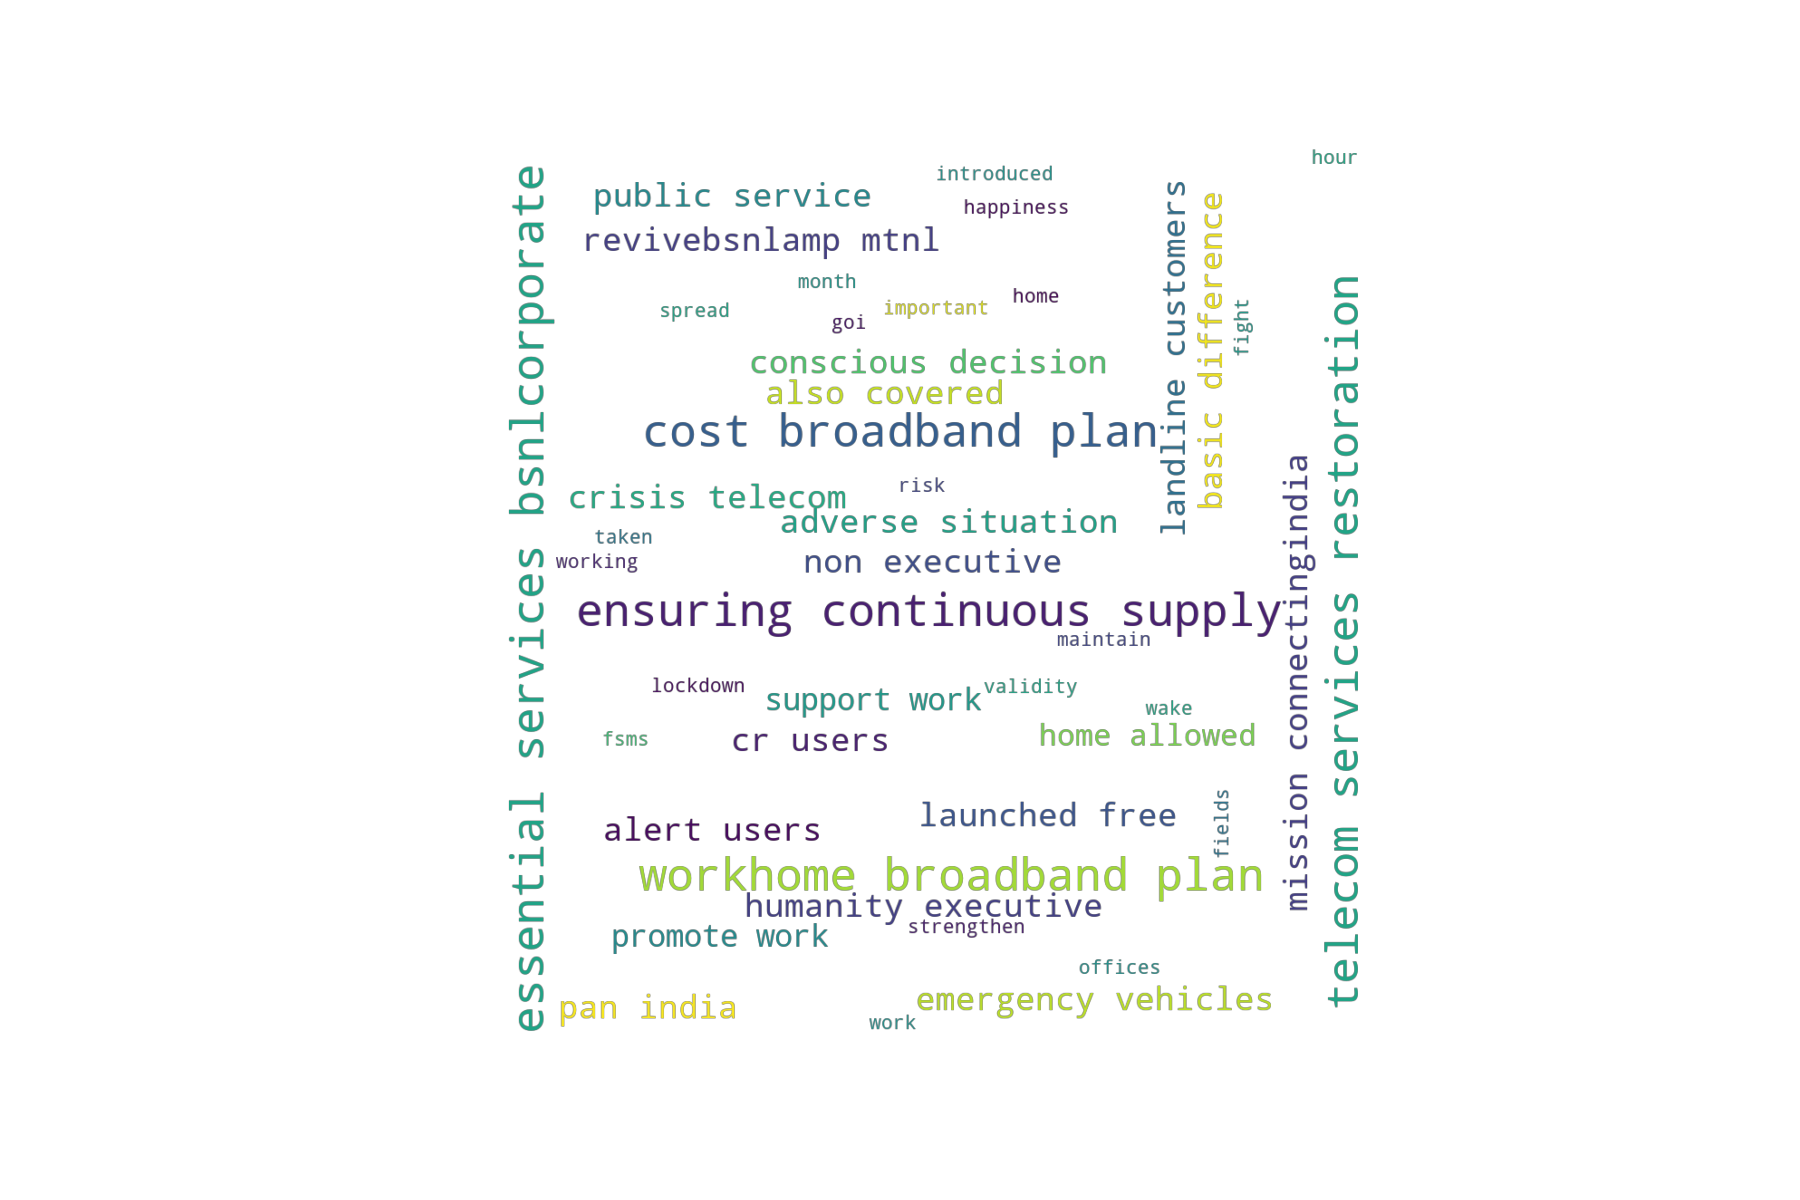 hour
introduced
public service
happiness
revivebsnlamp mtnl
month
home
important
spread
goi
fight
conscious decision
also covered
cost broadband plan
landline customers
basic difference
risk
crisis telecom
adverse situation
taken
working
non executive
ensuring continuous supply
maintain
essential services bsnlcorporate
telecom services restoration
mission connectingindia
lockdown
validity
support work
wake
home allowed
fsms
cr users
launched free
fields
alert users
workhome broadband plan
humanity executive
strengthen
promote work
offices
emergency vehicles
pan india
work